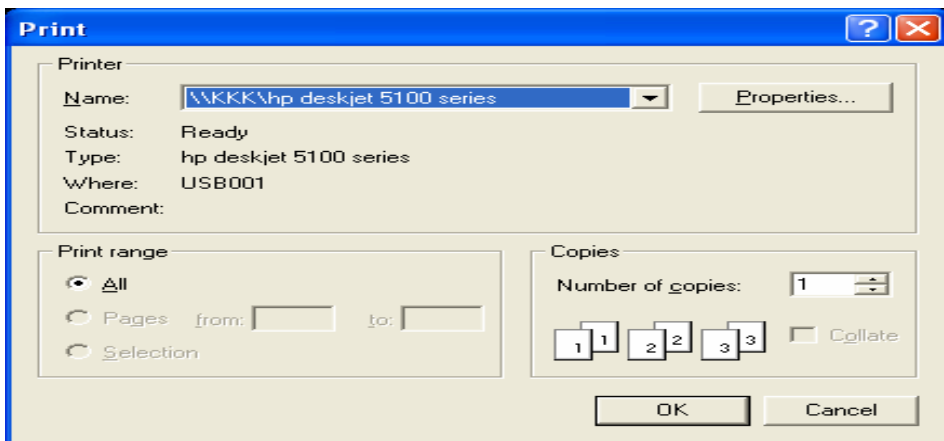 Print
Printer
Name: \\KKK\hp deskjet 5100 series Properties...
Status: Ready
Type: hp deskjet 5100 series
Where: USB001
Comment:
Print range Copies
All Number of copies: 1
Pages from: to:
1 1 2 2 3 3 Collate
Selection
OK Cancel